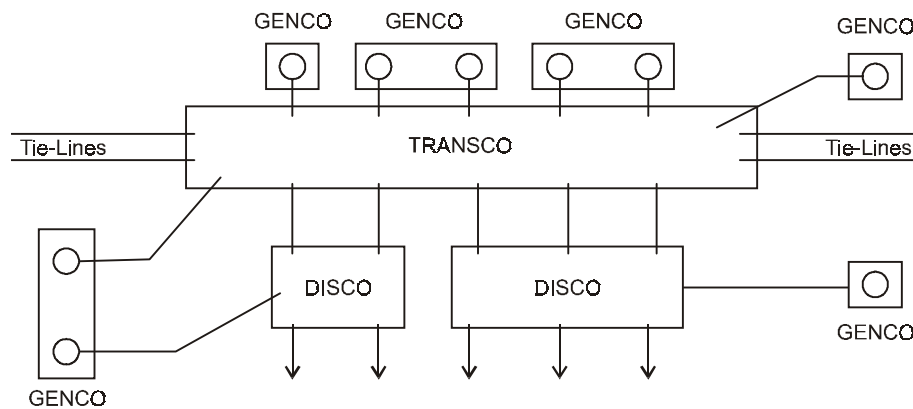 GENCO
GENCO
GENCO
GENCO
TRANSCO
Tie-Lines
Tie-Lines
DISCO
DISCO
GENCO
GENCO